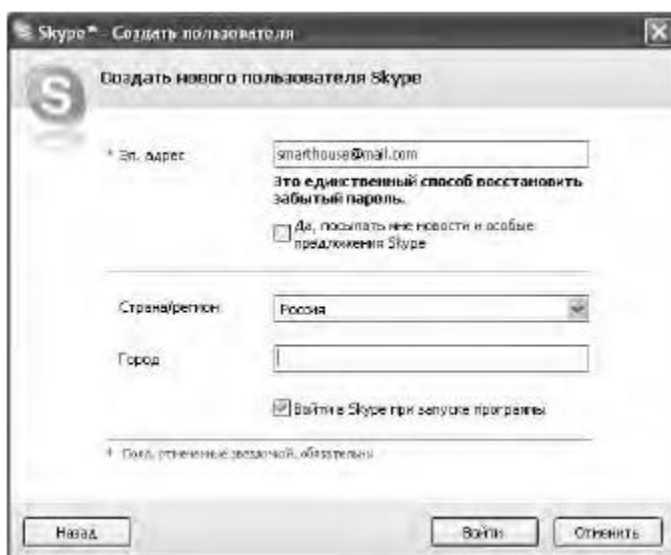 Skype™ - Создать пользователя
Создать нового пользователя Skype
* Эл. адрес
smarthouse@mail.com
Это единственный способ восстановить
забытый пароль.
Да, посылать мне новости и особые
предложения Skype
Страна/регион
Россия
Город
Войти в Skype при запуске программы
* Поля, отмеченные звездочкой, обязательны
Назад
Войти
Отменить